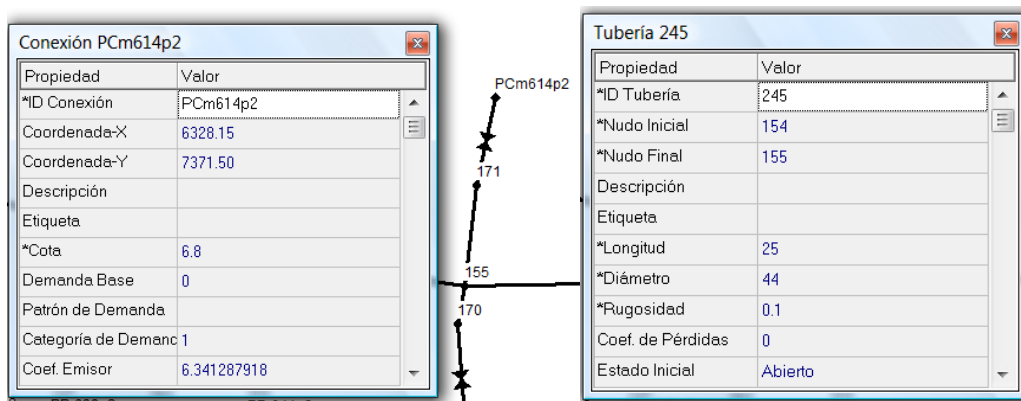 Conexión PCm614p2
Propiedad Valor
*ID Conexión PCm614p2
Coordenada-X 6328.15
Coordenada-Y 7371.50
Descripción
Etiqueta
*Cota 6.8
Demanda Base 0
Patrón de Demanda
Categoría de Demanc 1
Coef. Emisor 6.341287918
PCm614p2
171
155
170
Tubería 245
Propiedad Valor
*ID Tubería 245
*Nudo Inicial 154
*Nudo Final 155
Descripción
Etiqueta
*Longitud 25
*Diámetro 44
*Rugosidad 0.1
Coef. de Pérdidas 0
Estado Inicial Abierto